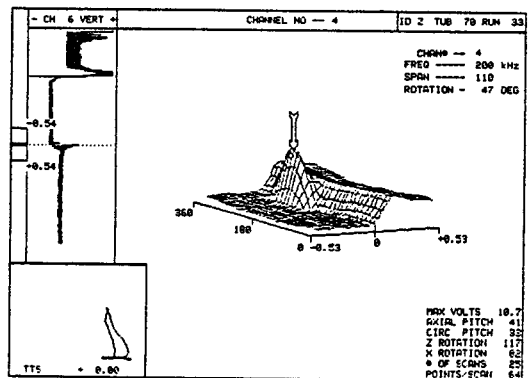 - CH 6 VERT +
CHANNEL NO -- 4
ID 2 TUB 70 RUN 33
CHAN# -- 4
FREQ ---- 200 kHz
SPAN ---- 110
ROTATION - 47 DEG
-0.54
+0.54
360
180
0
-0.53
0
+0.53
MAX VOLTS 10.7
AXIAL PITCH 41
CIRC PITCH 33
Z ROTATION 117
X ROTATION 82
# OF SCANS 25
POINTS/SCAN 64
TTS + 0.00